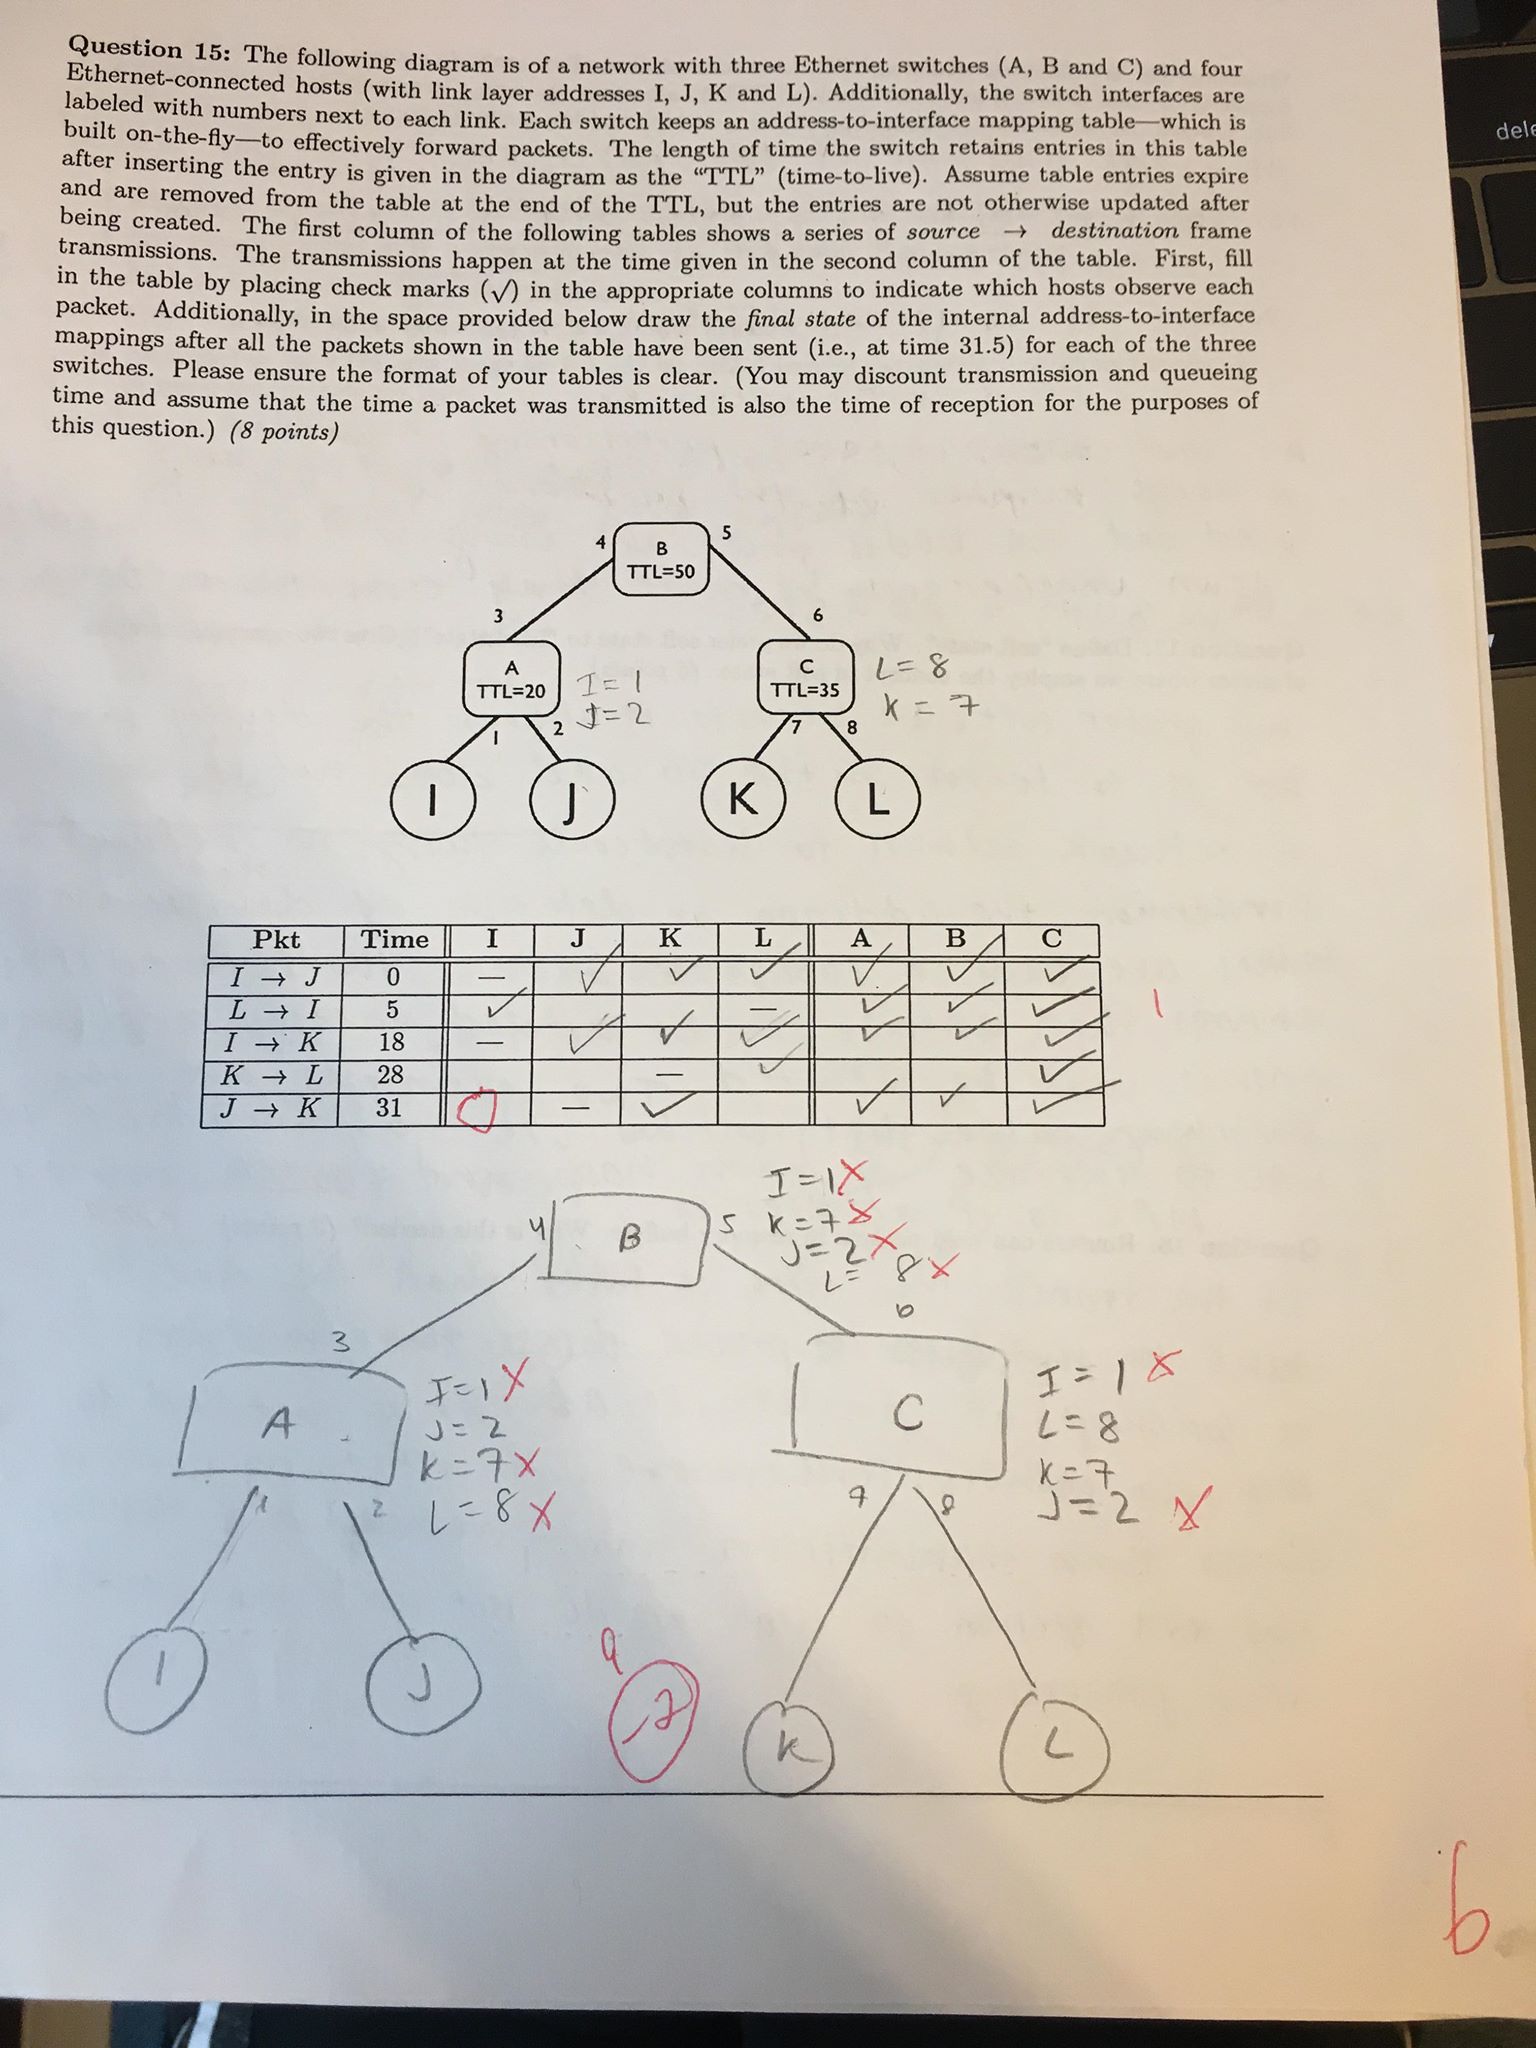 Question 15: The following diagram is of a network with three Ethernet switches (A, B and C) and four
Ethernet-connected hosts (with link layer addresses I, J, K and L). Additionally, the switch interfaces are
labeled with numbers next to each link. Each switch keeps an address-to-interface mapping table—which is
built on-the-fly—to effectively forward packets. The length of time the switch retains entries in this table
after inserting the entry is given in the diagram as the “TTL” (time-to-live). Assume table entries expire
and are removed from the table at the end of the TTL, but the entries are not otherwise updated after
being created. The first column of the following tables shows a series of source → destination frame
transmissions. The transmissions happen at the time given in the second column of the table. First, fill
in the table by placing check marks (✓) in the appropriate columns to indicate which hosts observe each
packet. Additionally, in the space provided below draw the final state of the internal address-to-interface
mappings after all the packets shown in the table have been sent (i.e., at time 31.5) for each of the three
switches. Please ensure the format of your tables is clear. (You may discount transmission and queueing
time and assume that the time a packet was transmitted is also the time of reception for the purposes of
this question.) (8 points)
4 B 5
TTL=50
3 6
A C L = 8
TTL=20 I = 1 TTL=35
J = 2 K = 7
1 2 7 8
I J K L
Pkt Time I J K L A B C
I → J 0 — ✓ ✓ ✓ ✓ ✓ ✓
L → I 5 ✓ — ✓ ✓ ✓ 1
I → K 18 — ✓ ✓ ✓ ✓ ✓ ✓
K → L 28 — ✓ ✓
J → K 31 — ✓ ✓ ✓ ✓
I = 1 X
4 B 5 K = 7 X
J = 2 X
L = 8 X
6
3
A I = 1 X C I = 1 X
J = 2 L = 8
K = 7 X K = 7
L = 8 X J = 2 X
1 2 8
I J K L
9
-2
6
dele